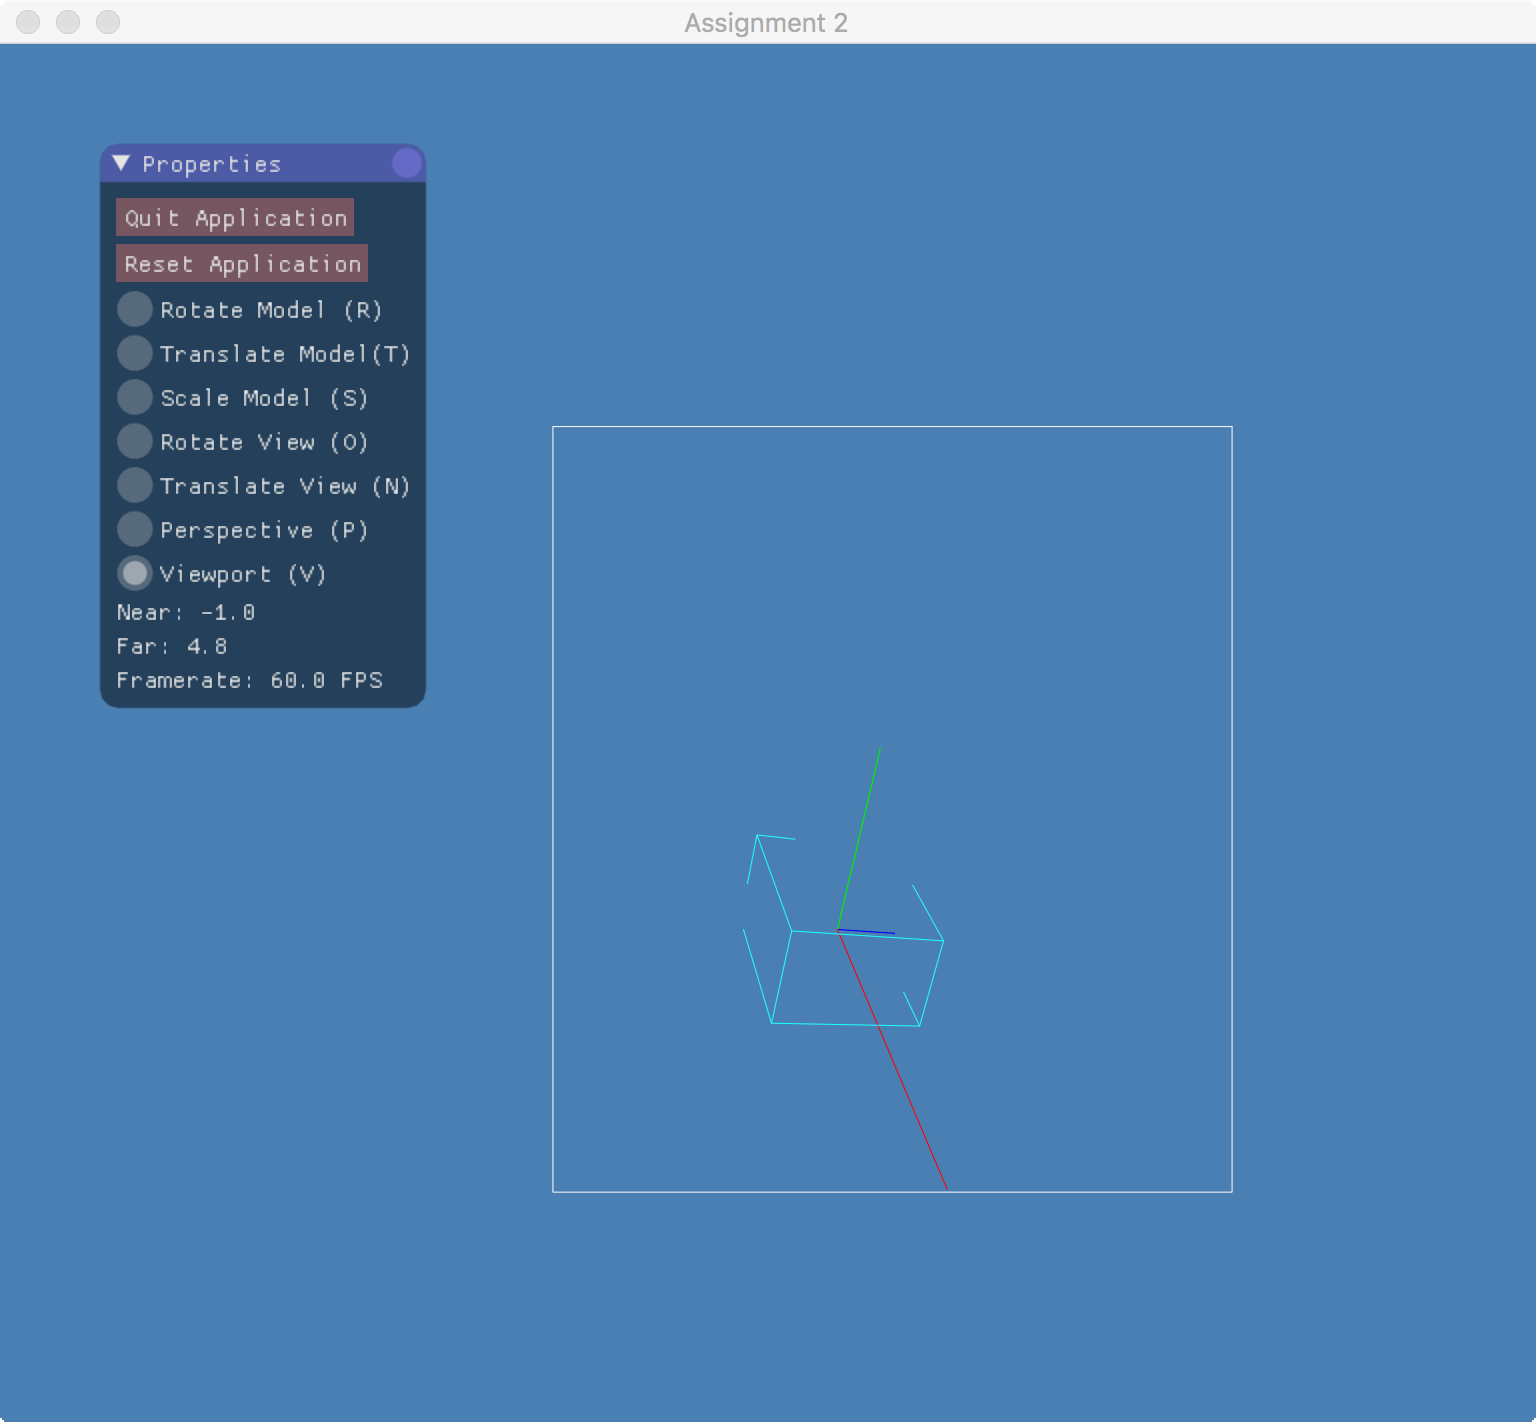 Assignment 2
Properties
Quit Application
Reset Application
Rotate Model (R)
Translate Model(T)
Scale Model (S)
Rotate View (O)
Translate View (N)
Perspective (P)
Viewport (V)
Near: -1.0
Far: 4.8
Framerate: 60.0 FPS